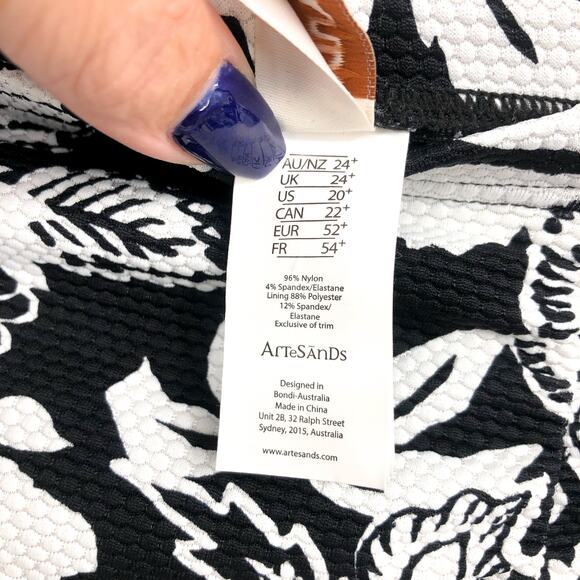 AU/NZ 24+
UK 24+
US 20+
CAN 22+
EUR 52+
FR 54+
96% Nylon
4% Spandex/Elastane
Lining 88% Polyester
12% Spandex/
Elastane
Exclusive of trim
ARTeSANDS
Designed in
Bondi-Australia
Made in China
Unit 2B, 32 Ralph Street
Sydney, 2015, Australia
www.artesands.com